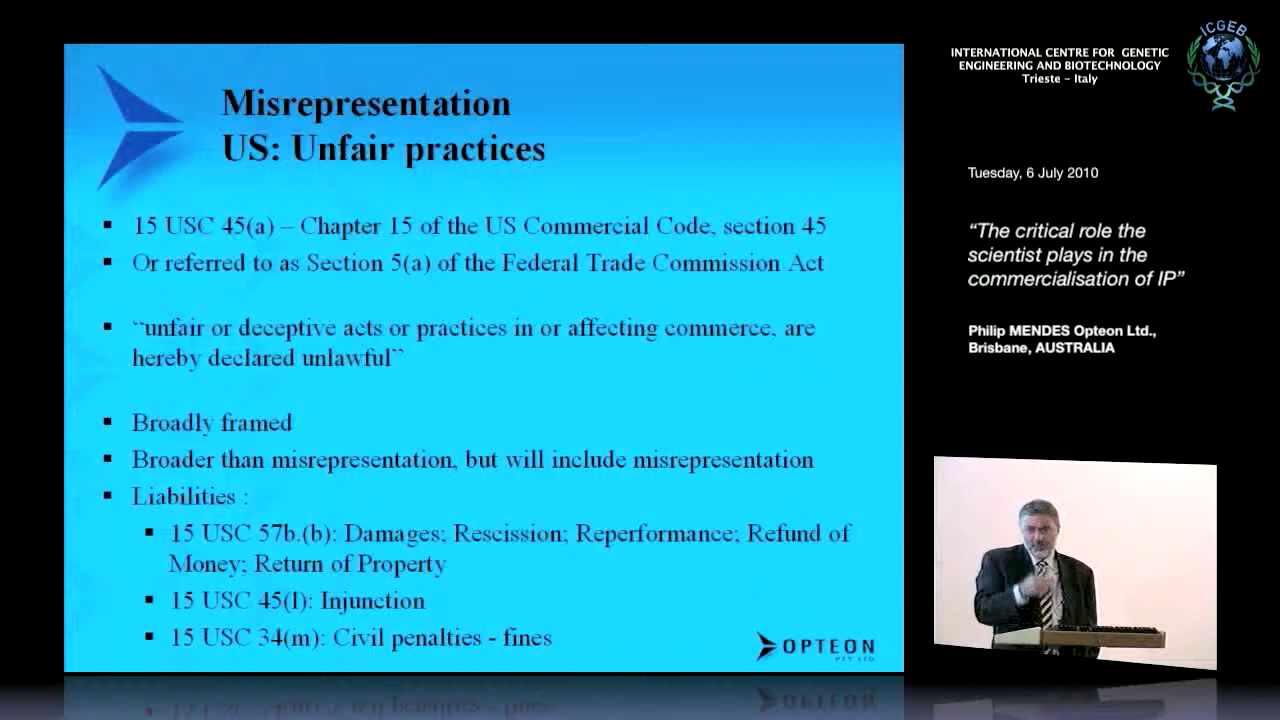 Misrepresentation
US: Unfair practices
15 USC 45(a) – Chapter 15 of the US Commercial Code, section 45
Or referred to as Section 5(a) of the Federal Trade Commission Act
“unfair or deceptive acts or practices in or affecting commerce, are
hereby declared unlawful”
Broadly framed
Broader than misrepresentation, but will include misrepresentation
Liabilities :
15 USC 57b.(b): Damages; Rescission; Reperformance; Refund of
Money; Return of Property
15 USC 45(l): Injunction
15 USC 34(m): Civil penalties - fines
OPTEON
PTY LTD
INTERNATIONAL CENTRE FOR GENETIC
ENGINEERING AND BIOTECHNOLOGY
Trieste – Italy
ICGEB
Tuesday, 6 July 2010
“The critical role the
scientist plays in the
commercialisation of IP”
Philip MENDES Opteon Ltd.,
Brisbane, AUSTRALIA